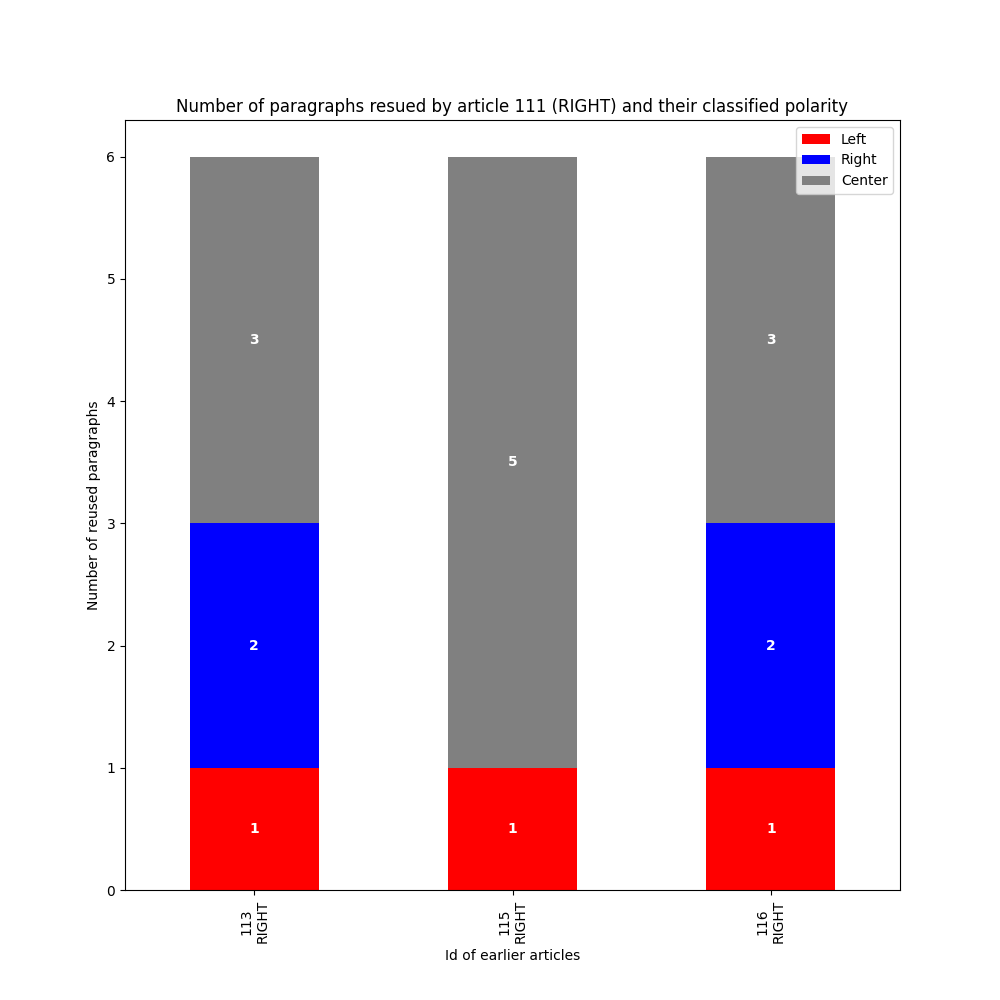 Number of paragraphs resued by article 111 (RIGHT) and their classified polarity
Left
Right
Center
6
5
4
3
2
1
0
Number of reused paragraphs
3
5
3
2
2
1
1
1
113
RIGHT
115
RIGHT
116
RIGHT
Id of earlier articles